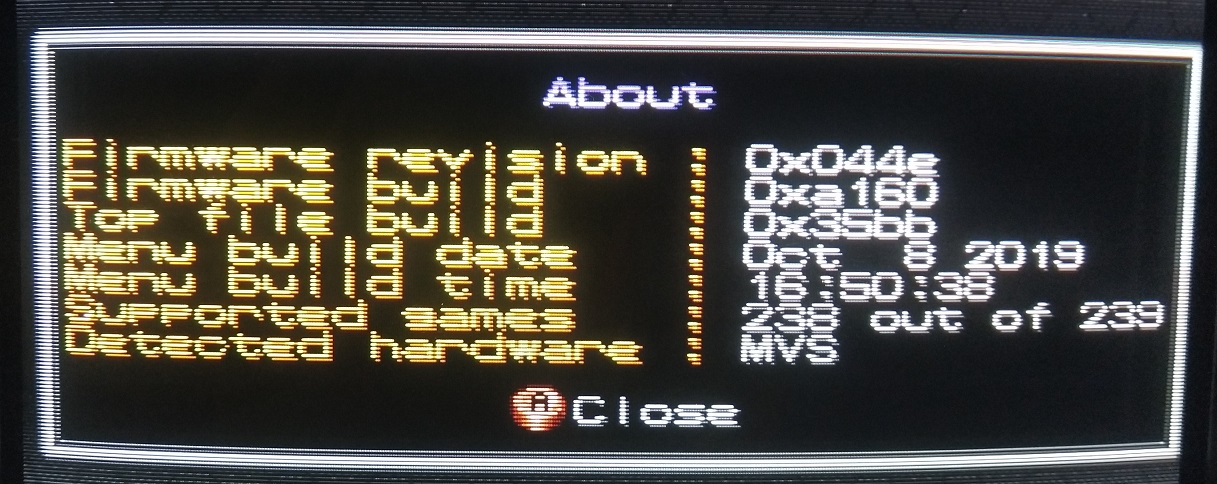 About
Firmware revision : 0x044e
Firmware build : 0xa160
Top file build : 0x35bb
Menu build date : Oct  8 2019
Menu build time : 16:50:38
Supported games : 238 out of 239
Detected hardware : MVS
A Close